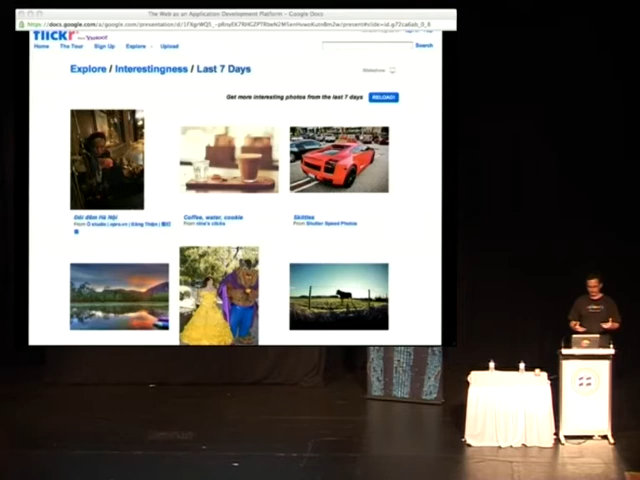 The Web as an Application Development Platform - Google Docs
flickr from YAHOO!
Home The Tour Sign Up Explore Upload
Search
Explore / Interestingness / Last 7 Days
Slideshow
Get more interesting photos from the last 7 days RELOAD!
Coffee, water, cookie
Skittles
From Shutter Speed Photos